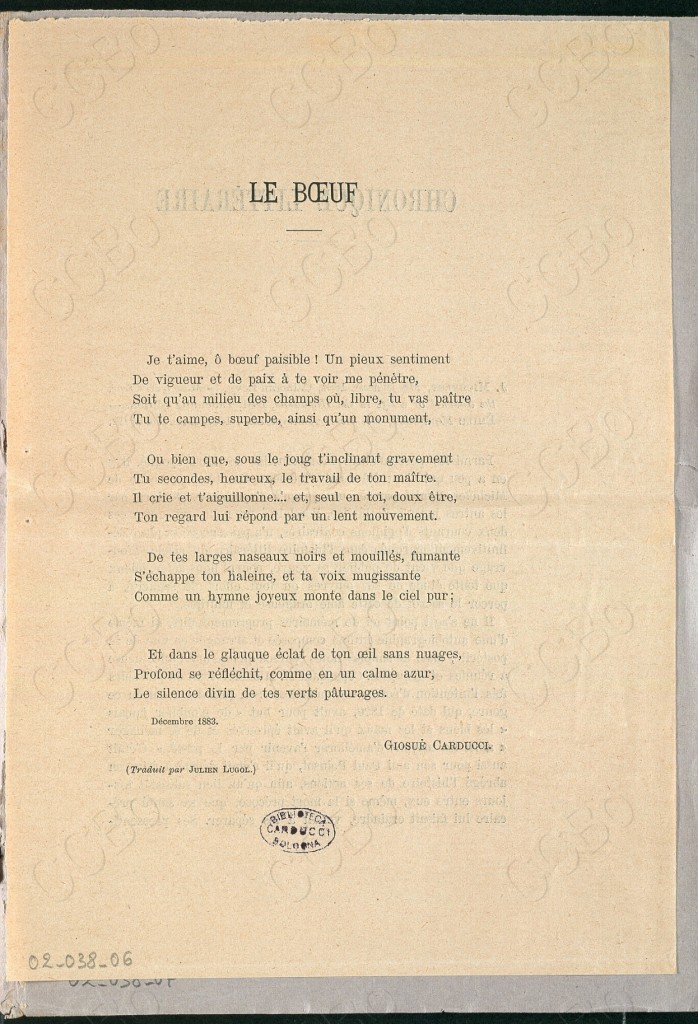 LE BŒUF
Je t'aime, ô bœuf paisible ! Un pieux sentiment
De vigueur et de paix à te voir me pénètre,
Soit qu'au milieu des champs où, libre, tu vas paître
Tu te campes, superbe, ainsi qu'un monument,
Ou bien que, sous le joug t'inclinant gravement
Tu secondes, heureux, le travail de ton maître.
Il crie et t'aiguillonne.... et, seul en toi, doux être,
Ton regard lui répond par un lent mouvement.
De tes larges naseaux noirs et mouillés, fumante
S'échappe ton haleine, et ta voix mugissante
Comme un hymne joyeux monte dans le ciel pur;
Et dans le glauque éclat de ton œil sans nuages,
Profond se réfléchit, comme en un calme azur,
Le silence divin de tes verts pâturages.
Décembre 1883.
GIOSUÈ CARDUCCI.
(Traduit par JULIEN LUGOL.)
BIBLIOTECA
CARDUCCI
BOLOGNA
02-038-06